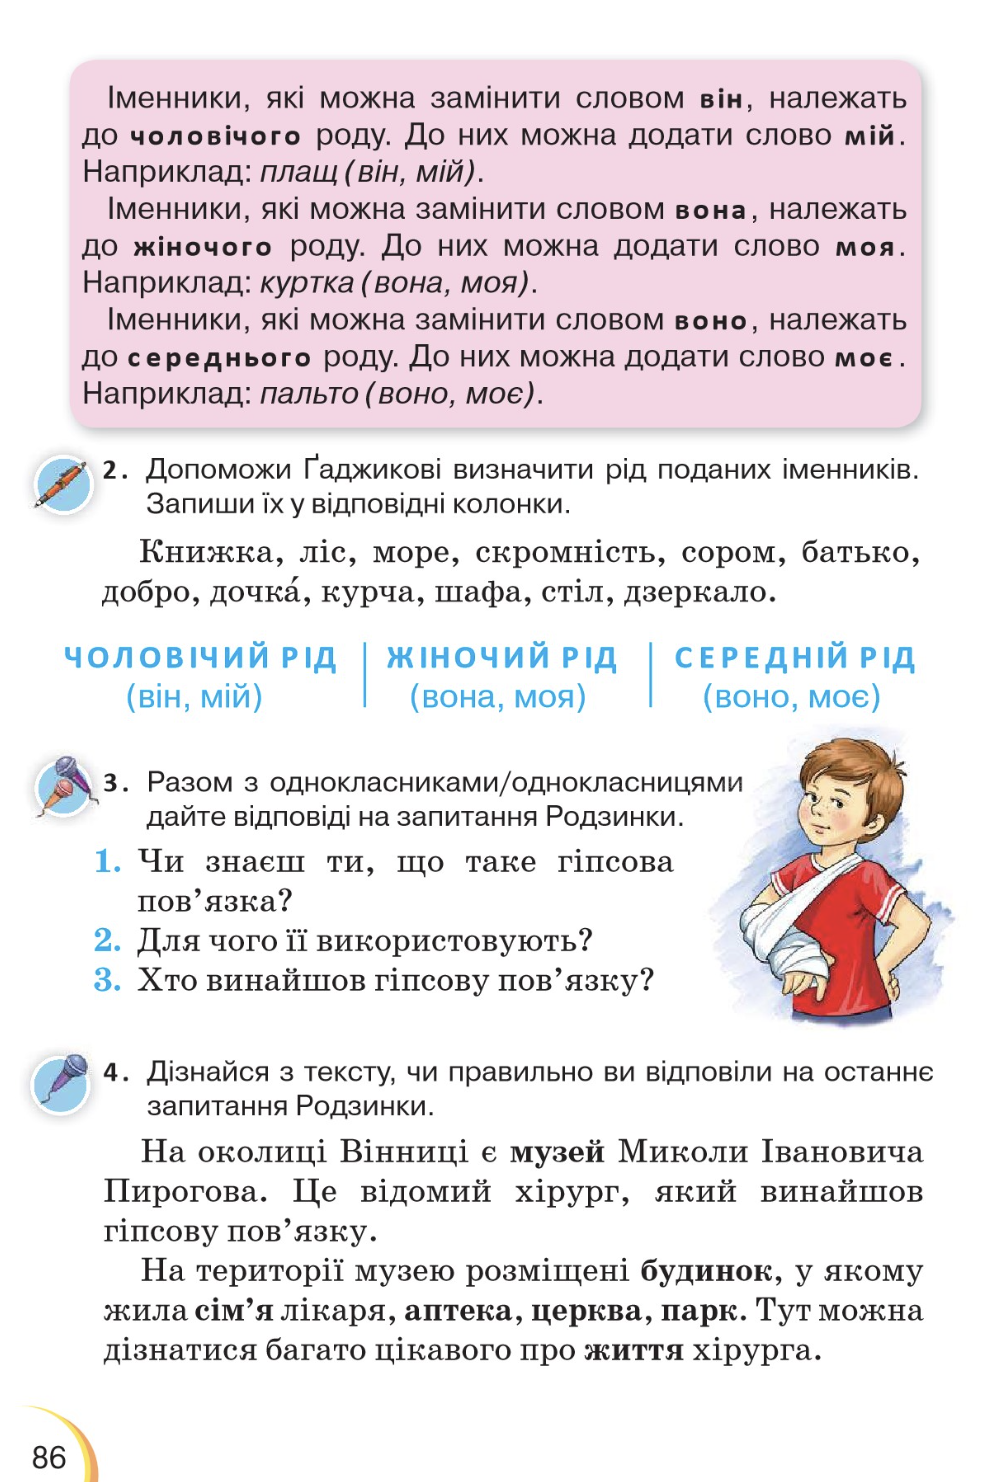 Іменники, які можна замінити словом він, належать
до чоловічого роду. До них можна додати слово мій.
Наприклад: плащ (він, мій).
Іменники, які можна замінити словом вона, належать
до жіночого роду. До них можна додати слово моя.
Наприклад: куртка (вона, моя).
Іменники, які можна замінити словом воно, належать
до середнього роду. До них можна додати слово моє.
Наприклад: пальто (воно, моє).
2. Допоможи Ґаджикові визначити рід поданих іменників.
Запиши їх у відповідні колонки.
Книжка, ліс, море, скромність, сором, батько,
добро, дочка́, курча, шафа, стіл, дзеркало.
ЧОЛОВІЧИЙ РІД | ЖІНОЧИЙ РІД | СЕРЕДНІЙ РІД
(він, мій) | (вона, моя) | (воно, моє)
3. Разом з однокласниками/однокласницями
дайте відповіді на запитання Родзинки.
1. Чи знаєш ти, що таке гіпсова
пов’язка?
2. Для чого її використовують?
3. Хто винайшов гіпсову пов’язку?
4. Дізнайся з тексту, чи правильно ви відповіли на останнє
запитання Родзинки.
На околиці Вінниці є музей Миколи Івановича
Пирогова. Це відомий хірург, який винайшов
гіпсову пов’язку.
На території музею розміщені будинок, у якому
жила сім’я лікаря, аптека, церква, парк. Тут можна
дізнатися багато цікавого про життя хірурга.
86